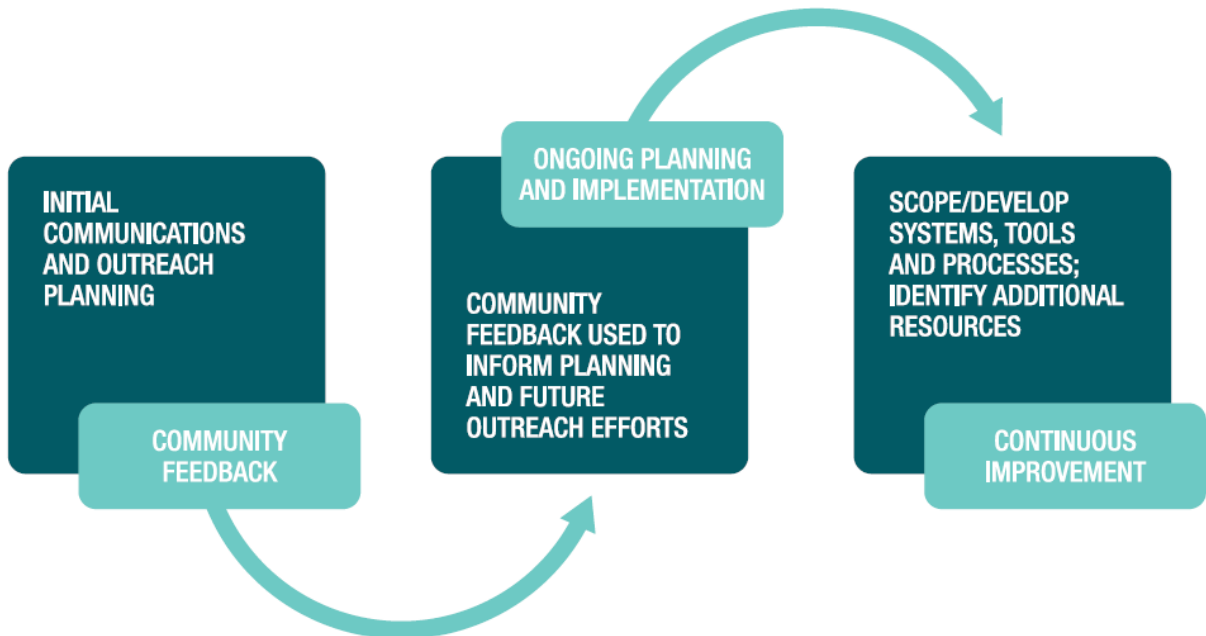 INITIAL
COMMUNICATIONS
AND OUTREACH
PLANNING
COMMUNITY
FEEDBACK
ONGOING PLANNING
AND IMPLEMENTATION
COMMUNITY
FEEDBACK USED TO
INFORM PLANNING
AND FUTURE
OUTREACH EFFORTS
SCOPE/DEVELOP
SYSTEMS, TOOLS
AND PROCESSES;
IDENTIFY ADDITIONAL
RESOURCES
CONTINUOUS
IMPROVEMENT